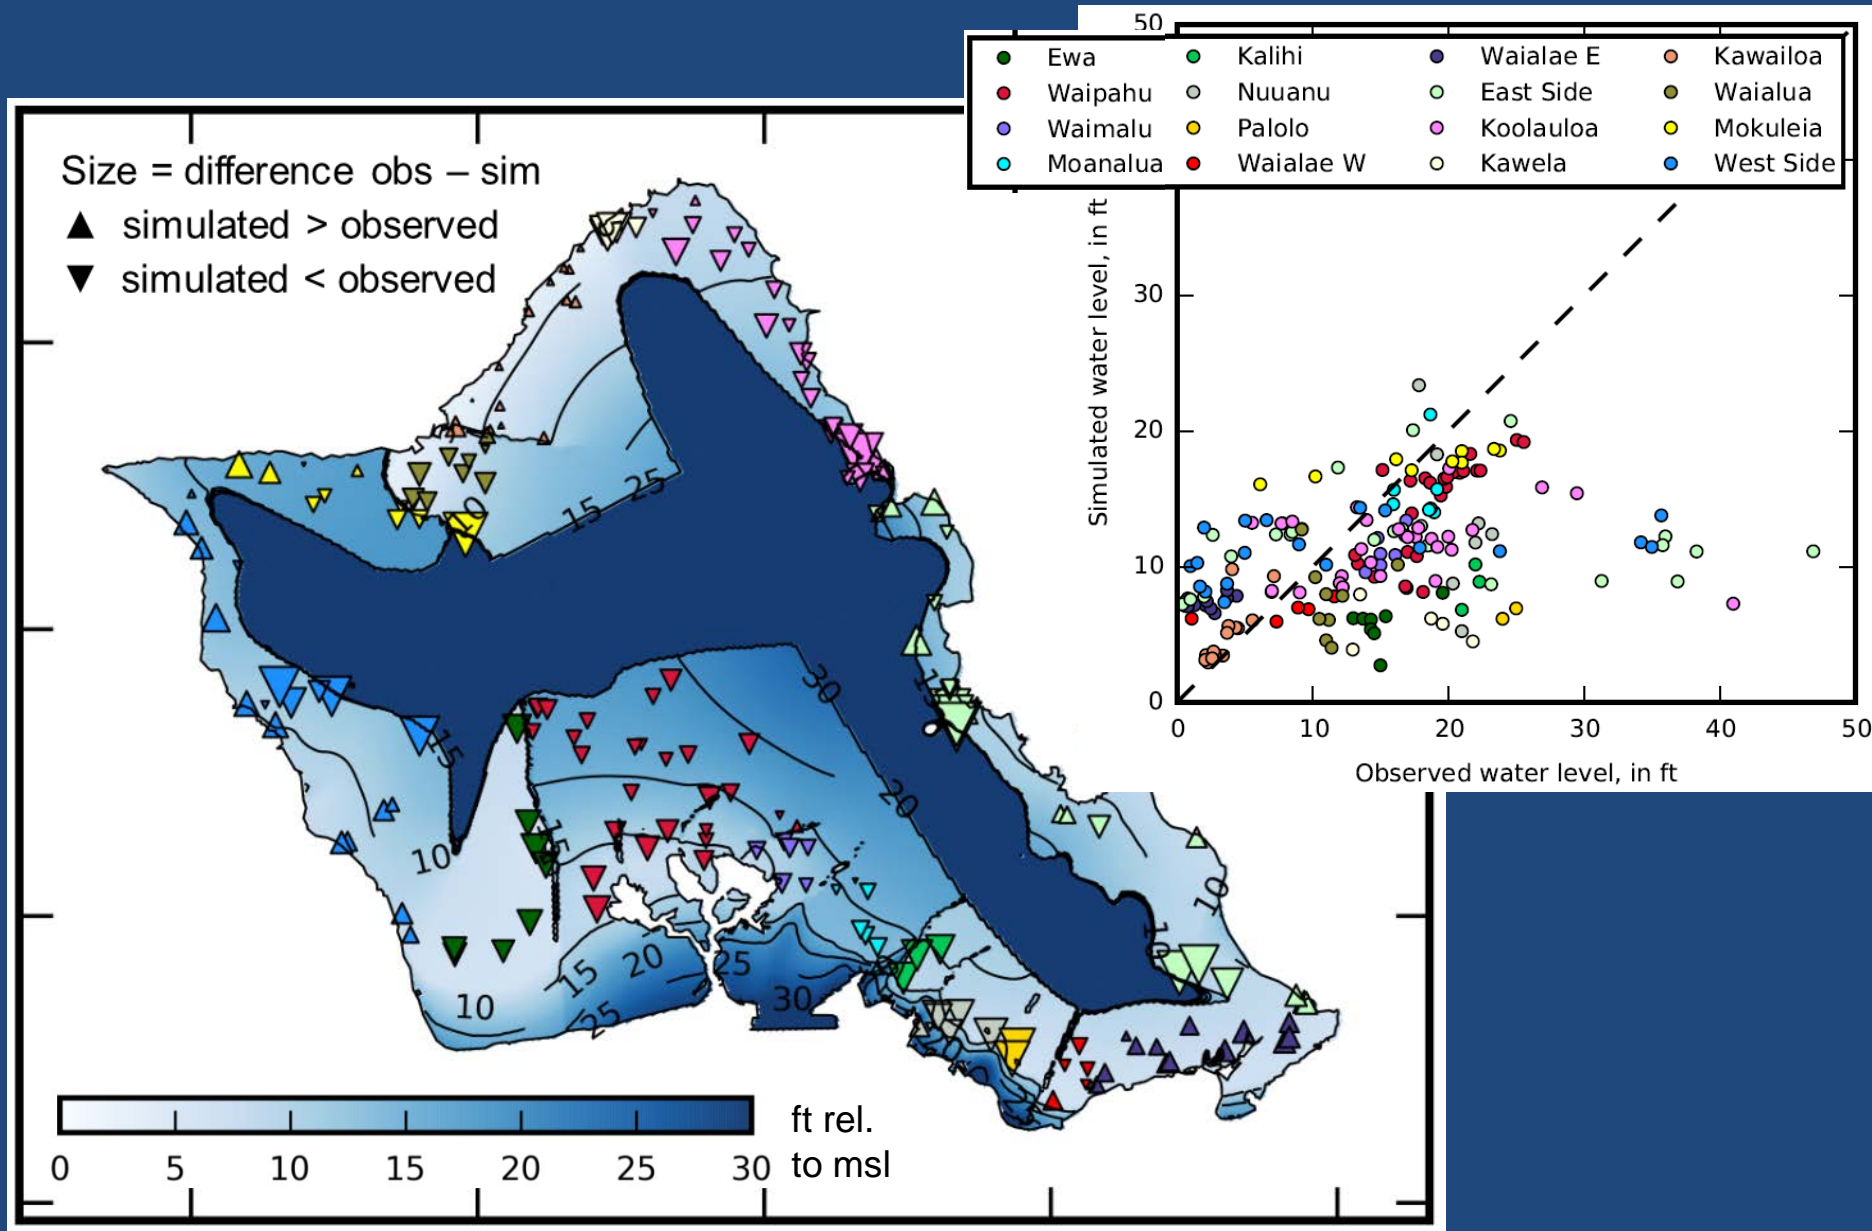 Size = difference obs – sim
▲ simulated > observed
▼ simulated < observed
Ewa Kalihi Waialae E Kawailoa
Waipahu Nuuanu East Side Waialua
Waimalu Palolo Koolauloa Mokuleia
Moanalua Waialae W Kawela West Side
50
30
20
10
0
Simulated water level, in ft
0 10 20 30 40 50
Observed water level, in ft
15 25
30
15
20
10
10
10
15 20 25
10
25
30
0 5 10 15 20 25 30
ft rel.
to msl